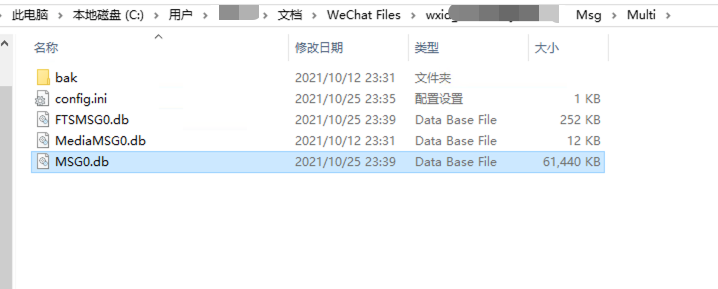 此电脑 > 本地磁盘 (C:) > 用户 > > 文档 > WeChat Files > wxid > Msg > Multi >
名称 修改日期 类型 大小
bak 2021/10/12 23:31 文件夹
config.ini 2021/10/25 23:35 配置设置 1 KB
FTSMSG0.db 2021/10/25 23:39 Data Base File 252 KB
MediaMSG0.db 2021/10/12 23:31 Data Base File 12 KB
MSG0.db 2021/10/25 23:39 Data Base File 61,440 KB